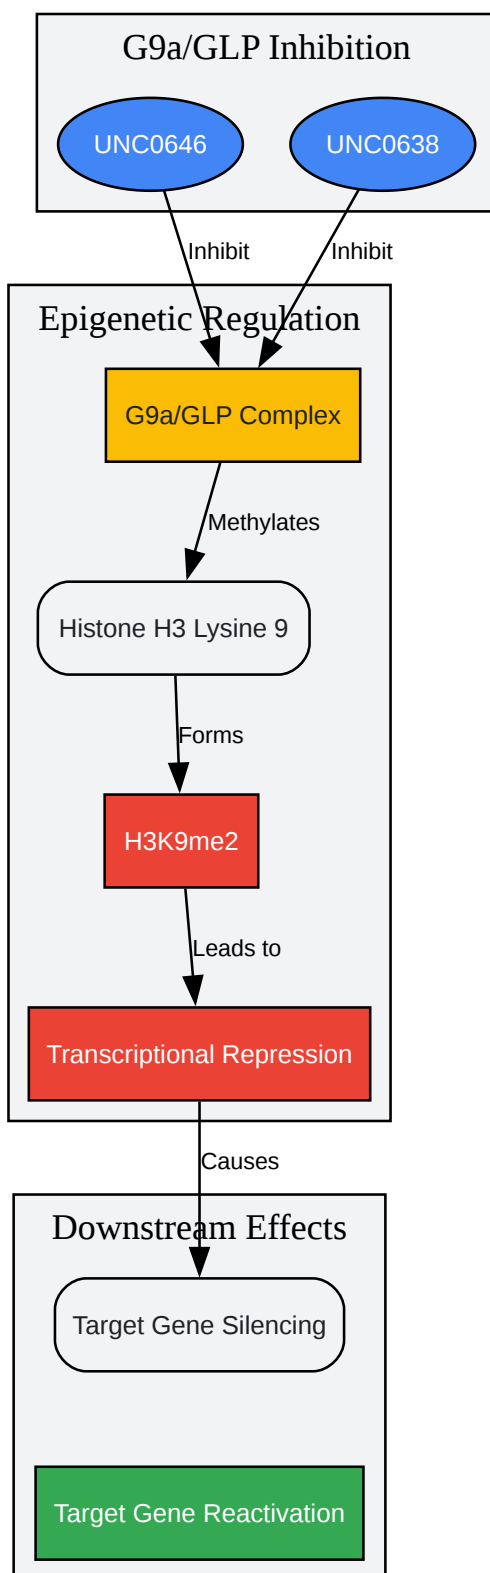 G9a/GLP Inhibition
UNC0646
UNC0638
Inhibit
Inhibit
Epigenetic Regulation
G9a/GLP Complex
Methylates
Histone H3 Lysine 9
Forms
H3K9me2
Leads to
Transcriptional Repression
Causes
Downstream Effects
Target Gene Silencing
Target Gene Reactivation